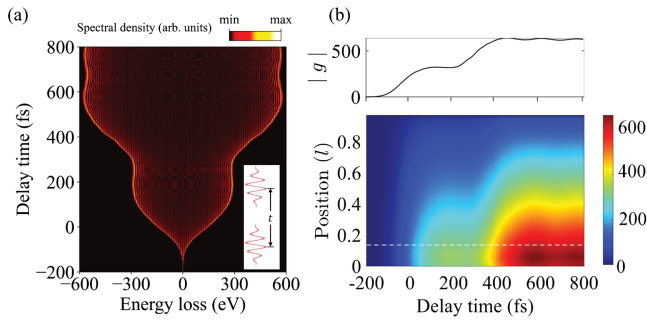 (a)
Spectral density (arb. units)
min
max
Delay time (fs)
800
600
400
200
0
−200
−600
−300
0
300
600
Energy loss (eV)
t
(b)
| g |
500
0
Position (l)
0.8
0.6
0.4
0.2
0
-200
0
200
400
600
800
Delay time (fs)
600
400
200
0